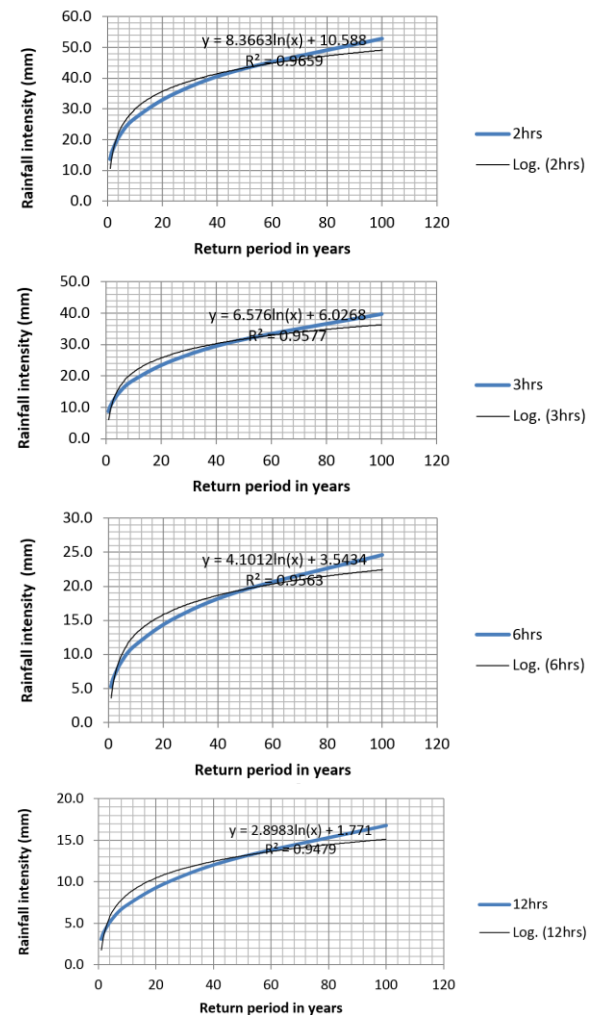 60.0
50.0
40.0
30.0
20.0
10.0
0.0
Rainfall intensity (mm)
y = 8.3663ln(x) + 10.588
R² = 0.9659
2hrs
Log. (2hrs)
0 20 40 60 80 100 120
Return period in years
50.0
40.0
30.0
20.0
10.0
0.0
Rainfall intensity (mm)
y = 6.576ln(x) + 6.0268
R² = 0.9577
3hrs
Log. (3hrs)
0 20 40 60 80 100 120
Return period in years
30.0
25.0
20.0
15.0
10.0
5.0
0.0
Rainfall intensity (mm)
y = 4.1012ln(x) + 3.5434
R² = 0.9563
6hrs
Log. (6hrs)
0 20 40 60 80 100 120
Return period in years
20.0
15.0
10.0
5.0
0.0
Rainfall intensity (mm)
y = 2.8983ln(x) + 1.771
R² = 0.9479
12hrs
Log. (12hrs)
0 20 40 60 80 100 120
Return period in years